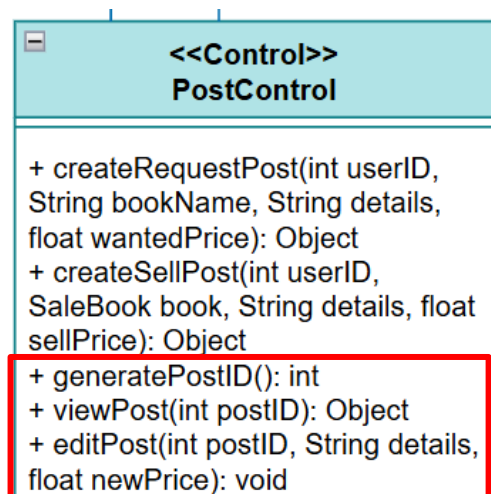 <<Control>>
PostControl
+ createRequestPost(int userID,
String bookName, String details,
float wantedPrice): Object
+ createSellPost(int userID,
SaleBook book, String details, float
sellPrice): Object
+ generatePostID(): int
+ viewPost(int postID): Object
+ editPost(int postID, String details,
float newPrice): void